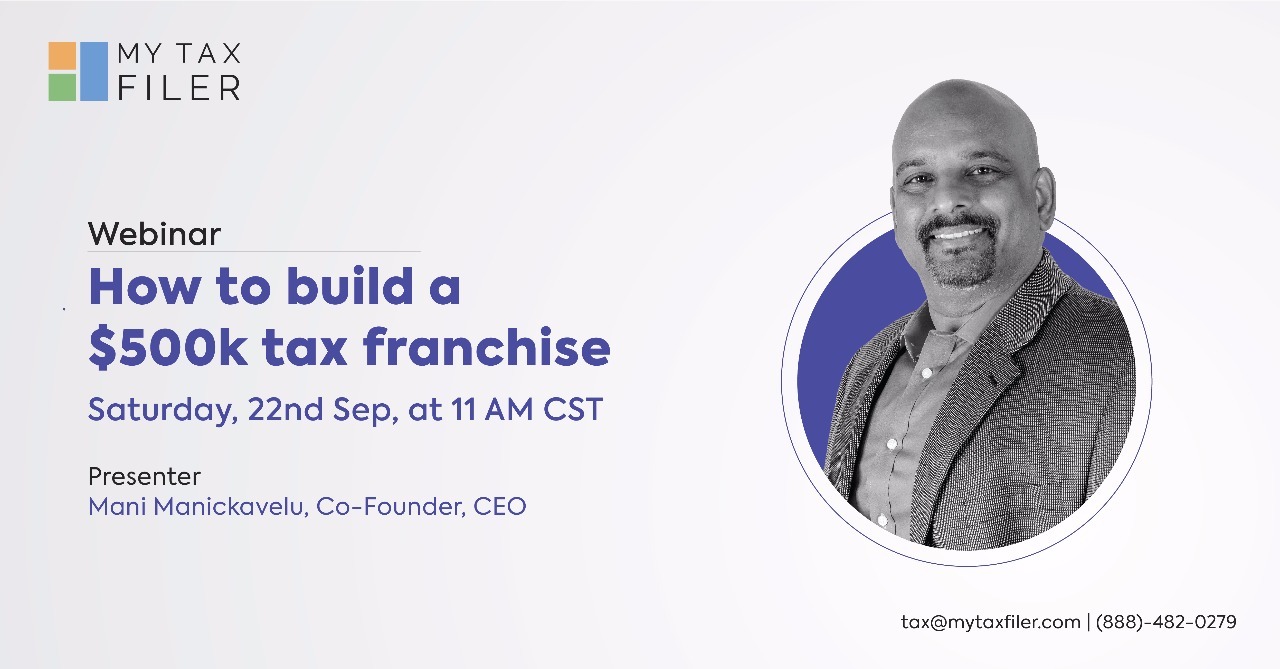 MY TAX
FILER
Webinar
How to build a
$500k tax franchise
Saturday, 22nd Sep, at 11 AM CST
Presenter
Mani Manickavelu, Co-Founder, CEO
tax@mytaxfiler.com | (888)-482-0279